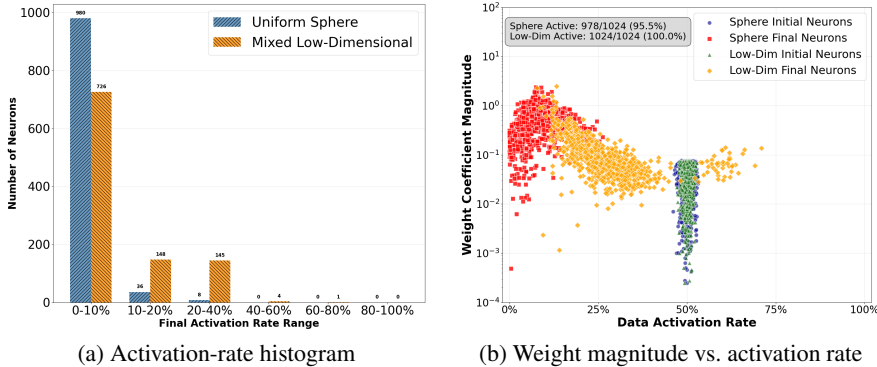 1000
800
600
400
200
0
Number of Neurons
Uniform Sphere
Mixed Low-Dimensional
980
726
36
148
8
145
0
4
0
1
0
0
0-10%
10-20%
20-40%
40-60%
60-80%
80-100%
Final Activation Rate Range
(a) Activation-rate histogram
10²
10¹
10⁰
10⁻¹
10⁻²
10⁻³
10⁻⁴
Weight Coefficient Magnitude
Sphere Active: 978/1024 (95.5%)
Low-Dim Active: 1024/1024 (100.0%)
Sphere Initial Neurons
Sphere Final Neurons
Low-Dim Initial Neurons
Low-Dim Final Neurons
0%
25%
50%
75%
100%
Data Activation Rate
(b) Weight magnitude vs. activation rate